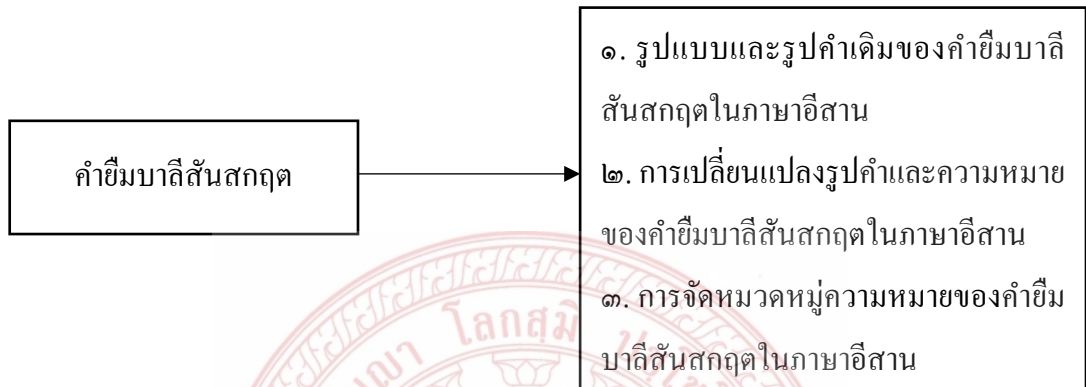 คำยืมบาลีสันสกฤต
๑. รูปแบบและรูปคำเดิมของคำยืมบาลี
สันสกฤตในภาษาอีสาน
๒. การเปลี่ยนแปลงรูปคำและความหมาย
ของคำยืมบาลีสันสกฤตในภาษาอีสาน
๓. การจัดหมวดหมู่ความหมายของคำยืม
บาลีสันสกฤตในภาษาอีสาน
โลกสฺมิ